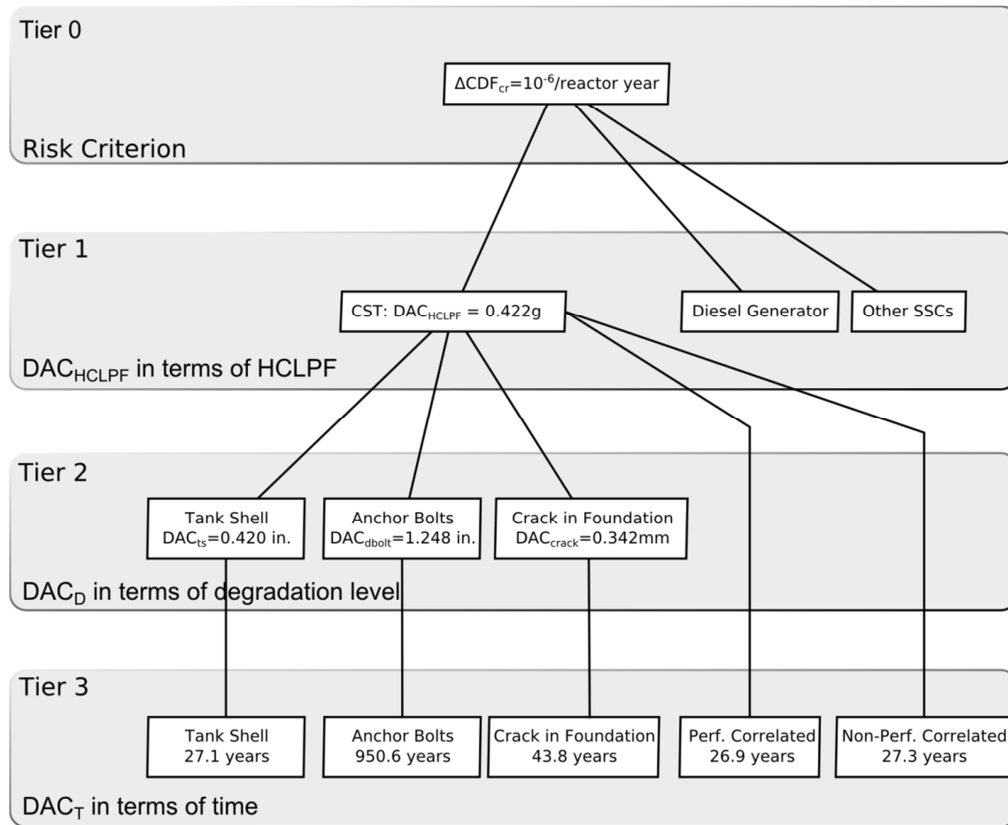 Tier 0
ΔCDFcr=10⁻⁶/reactor year
Risk Criterion
Tier 1
CST: DACHCLPF = 0.422g
Diesel Generator
Other SSCs
DACHCLPF in terms of HCLPF
Tier 2
Tank Shell
DACts=0.420 in.
Anchor Bolts
DACdbolt=1.248 in.
Crack in Foundation
DACcrack=0.342mm
DACD in terms of degradation level
Tier 3
Tank Shell
27.1 years
Anchor Bolts
950.6 years
Crack in Foundation
43.8 years
Perf. Correlated
26.9 years
Non-Perf. Correlated
27.3 years
DACT in terms of time